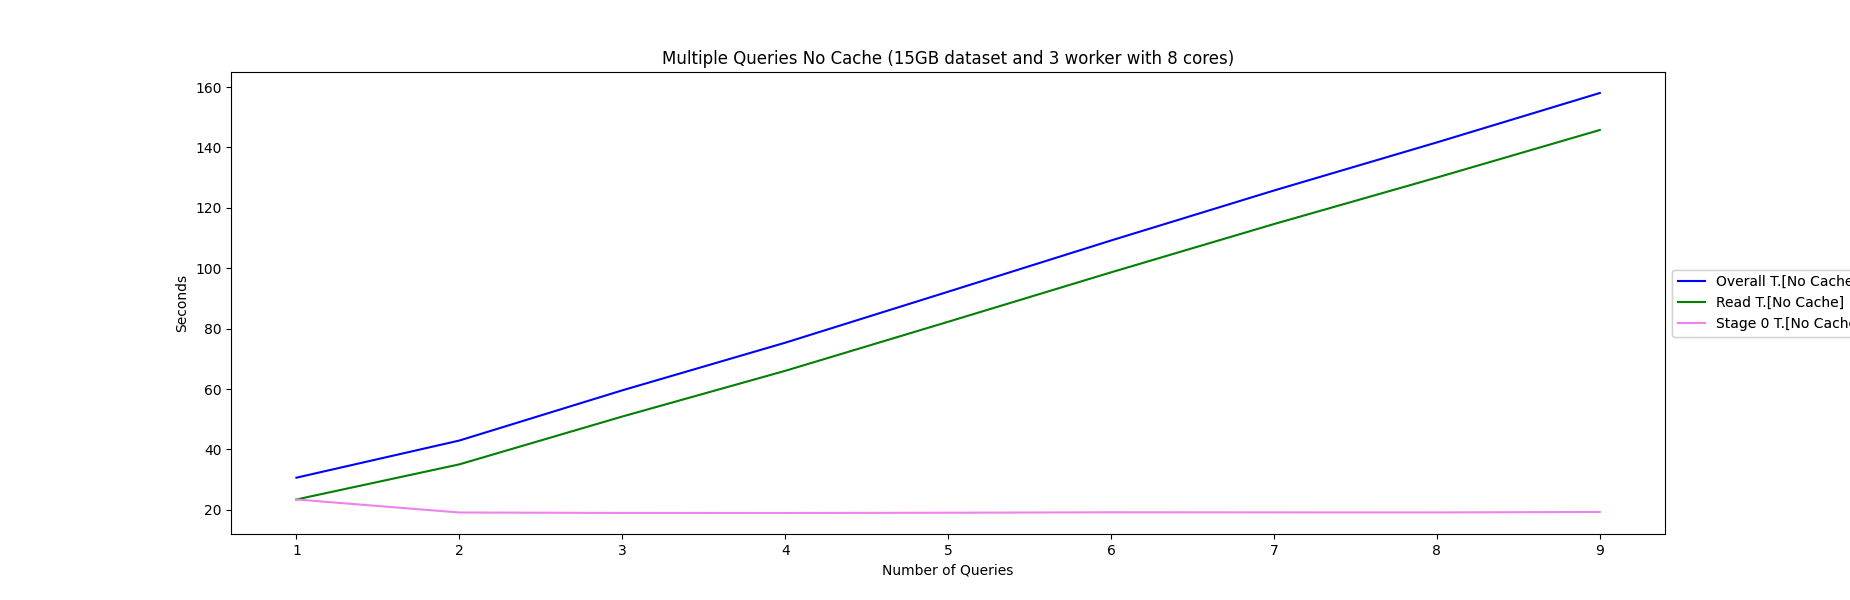 Multiple Queries No Cache (15GB dataset and 3 worker with 8 cores)
160
140
120
100
80
60
40
20
Seconds
1 2 3 4 5 6 7 8 9
Number of Queries
Overall T.[No Cache
Read T.[No Cache]
Stage 0 T.[No Cache